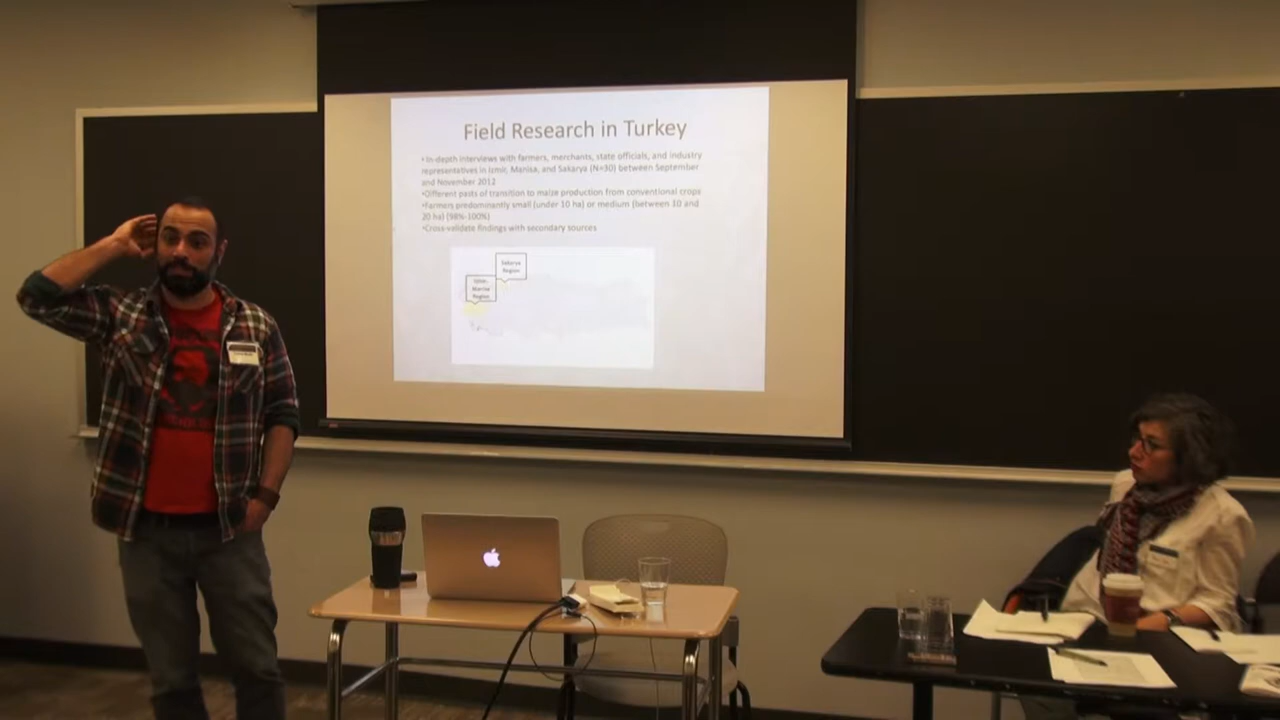 Field Research in Turkey
•In-depth interviews with farmers, merchants, state officials, and industry
representatives in Izmir, Manisa, and Sakarya (N=30) between September
and November 2012
•Different pasts of transition to maize production from conventional crops
•Farmers predominantly small (under 10 ha) or medium (between 10 and
20 ha) (98%-100%)
•Cross-validate findings with secondary sources
Sakarya
Region
Izmir-
Manisa
Region